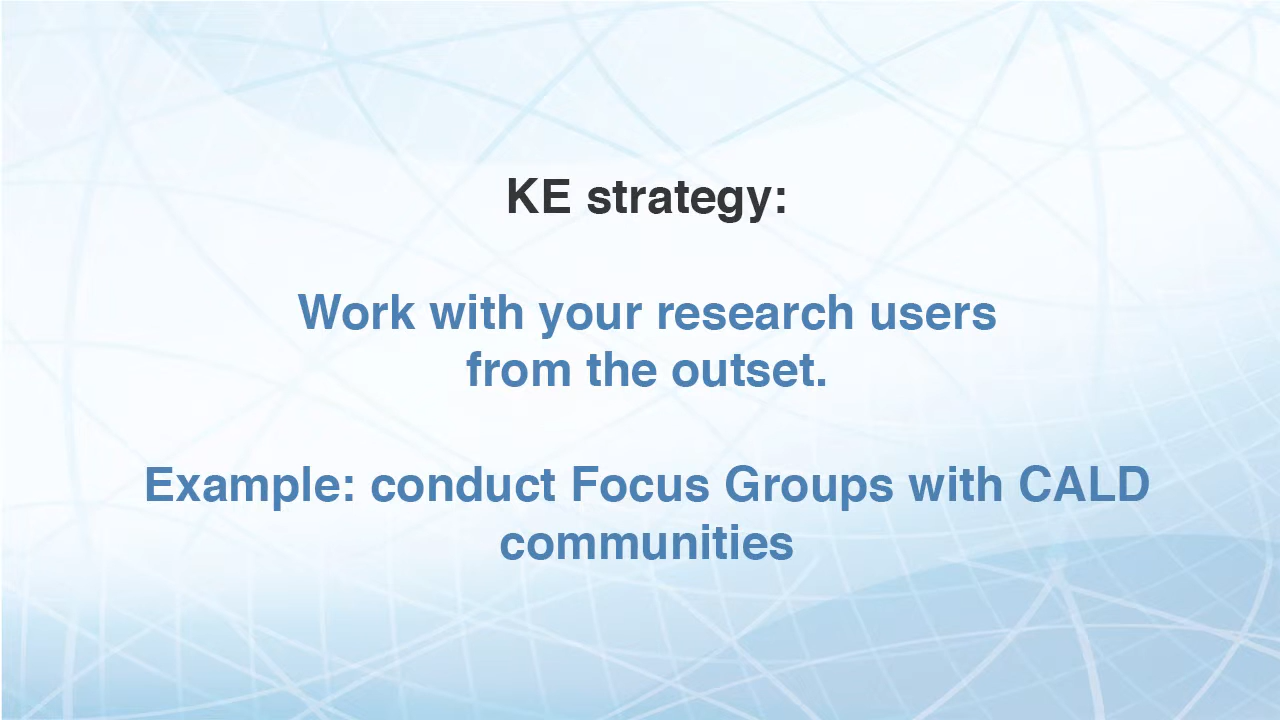 KE strategy:
Work with your research users
from the outset.
Example: conduct Focus Groups with CALD
communities